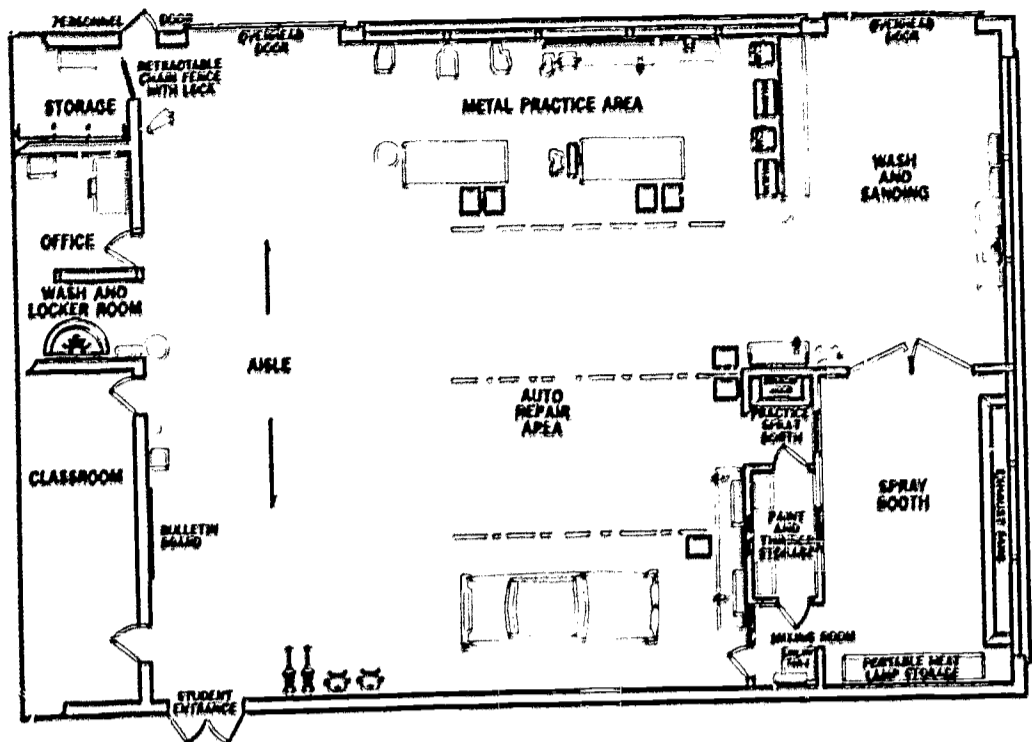 PERSONNEL DOOR
OVERHEAD
DOOR
OVERHEAD
DOOR
RETRACTABLE
CHAIN FENCE
WITH LOCK
STORAGE
METAL PRACTICE AREA
WASH
AND
SANDING
OFFICE
WASH AND
LOCKER ROOM
AISLE
AUTO
REPAIR
AREA
PRACTICE
SPRAY
BOOTH
CLASSROOM
SPRAY
BOOTH
EXHAUST FANS
BULLETIN
BOARD
PAINT
AND
THINNER
STORAGE
MIXING ROOM
PORTABLE HEAT
LAMP STORAGE
STUDENT
ENTRANCE